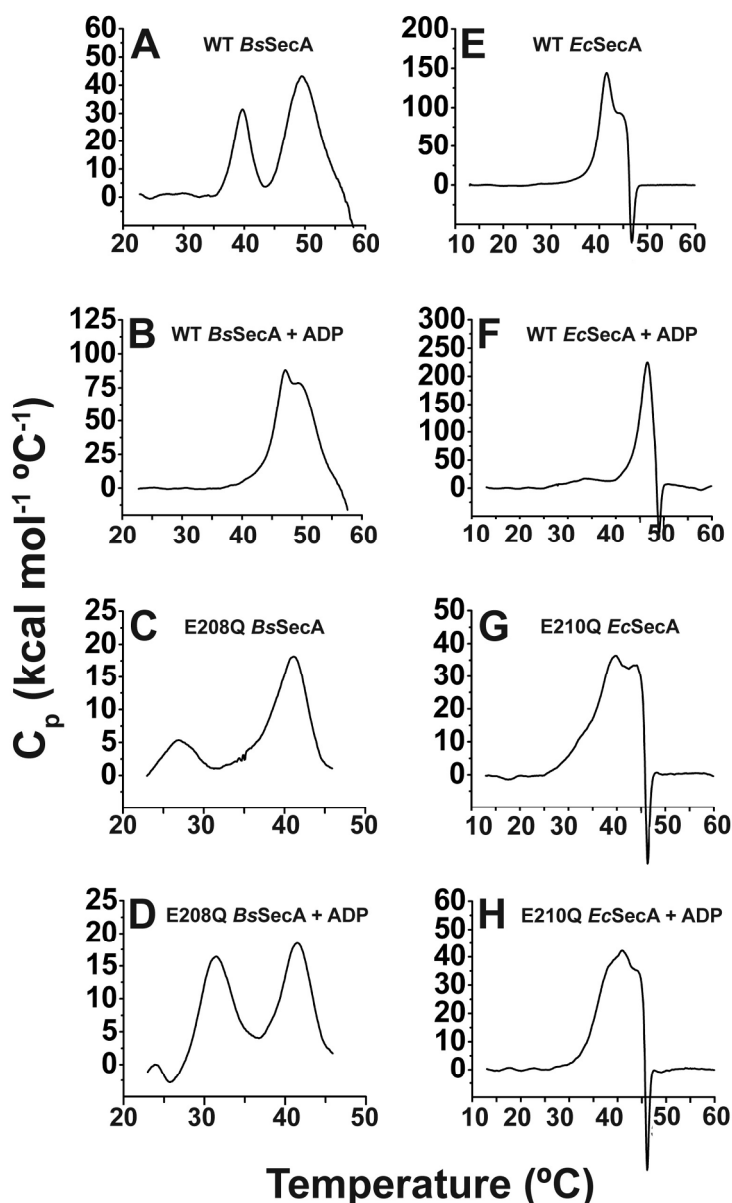 A WT BsSecA
60
50
40
30
20
10
0
20 30 40 50 60
E WT EcSecA
200
150
100
50
0
10 20 30 40 50 60
B WT BsSecA + ADP
125
100
75
50
25
0
20 30 40 50 60
F WT EcSecA + ADP
300
250
200
150
100
50
0
10 20 30 40 50 60
C E208Q BsSecA
25
20
15
10
5
0
20 30 40 50
G E210Q EcSecA
50
40
30
20
10
0
10 20 30 40 50 60
D E208Q BsSecA + ADP
25
20
15
10
5
0
20 30 40 50
H E210Q EcSecA + ADP
60
50
40
30
20
10
0
10 20 30 40 50 60
Cp (kcal mol-1 ºC-1)
Temperature (ºC)